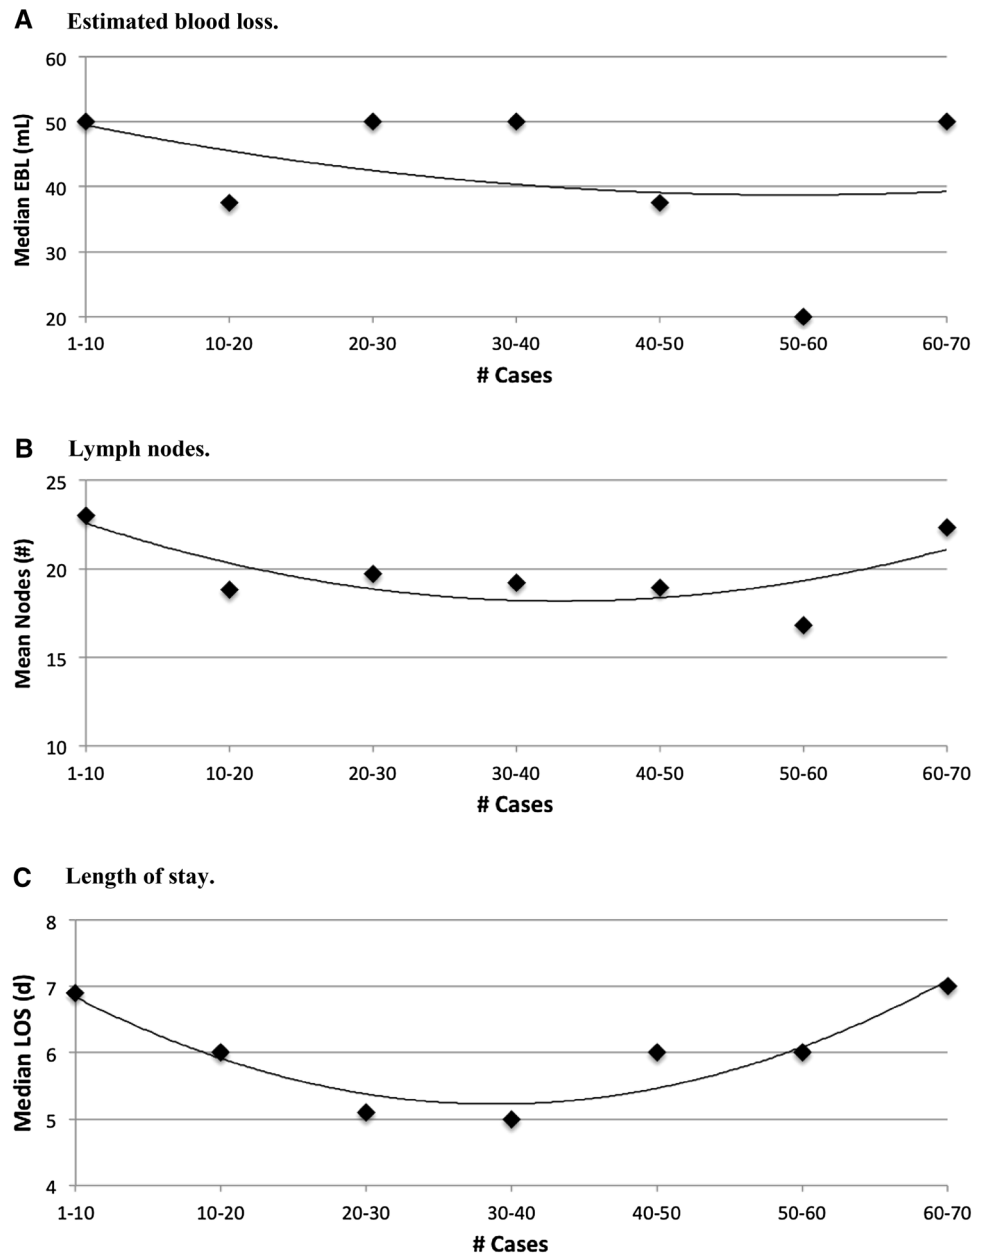 A Estimated blood loss.
60
50
40
30
20
Median EBL (mL)
1-10 10-20 20-30 30-40 40-50 50-60 60-70
# Cases
B Lymph nodes.
25
20
15
10
Mean Nodes (#)
1-10 10-20 20-30 30-40 40-50 50-60 60-70
# Cases
C Length of stay.
8
7
6
5
4
Median LOS (d)
1-10 10-20 20-30 30-40 40-50 50-60 60-70
# Cases